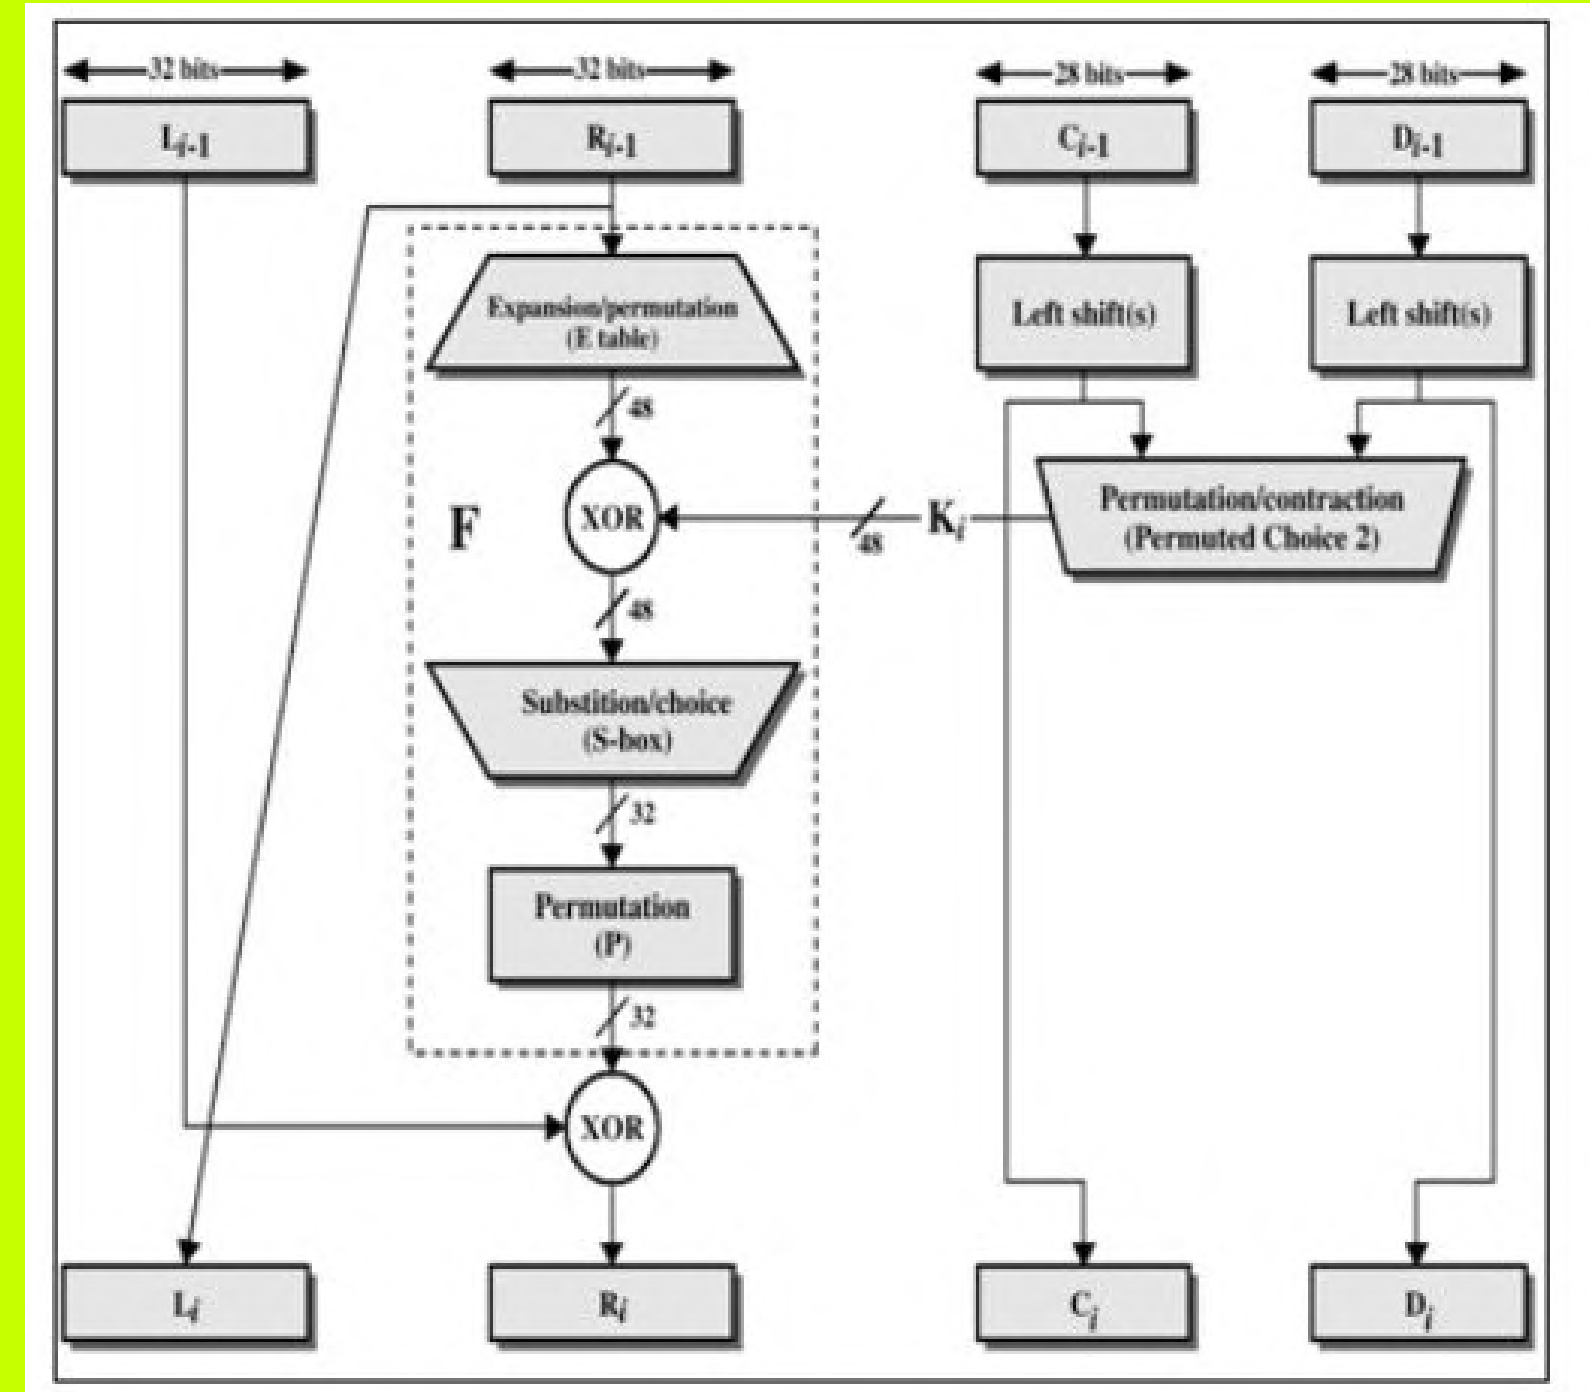 32 bits
32 bits
28 bits
28 bits
Li-1
Ri-1
Ci-1
Di-1
Expansion/permutation
(E table)
Left shift(s)
Left shift(s)
48
F
XOR
48
Ki
Permutation/contraction
(Permuted Choice 2)
48
Substition/choice
(S-box)
32
Permutation
(P)
32
XOR
Li
Ri
Ci
Di